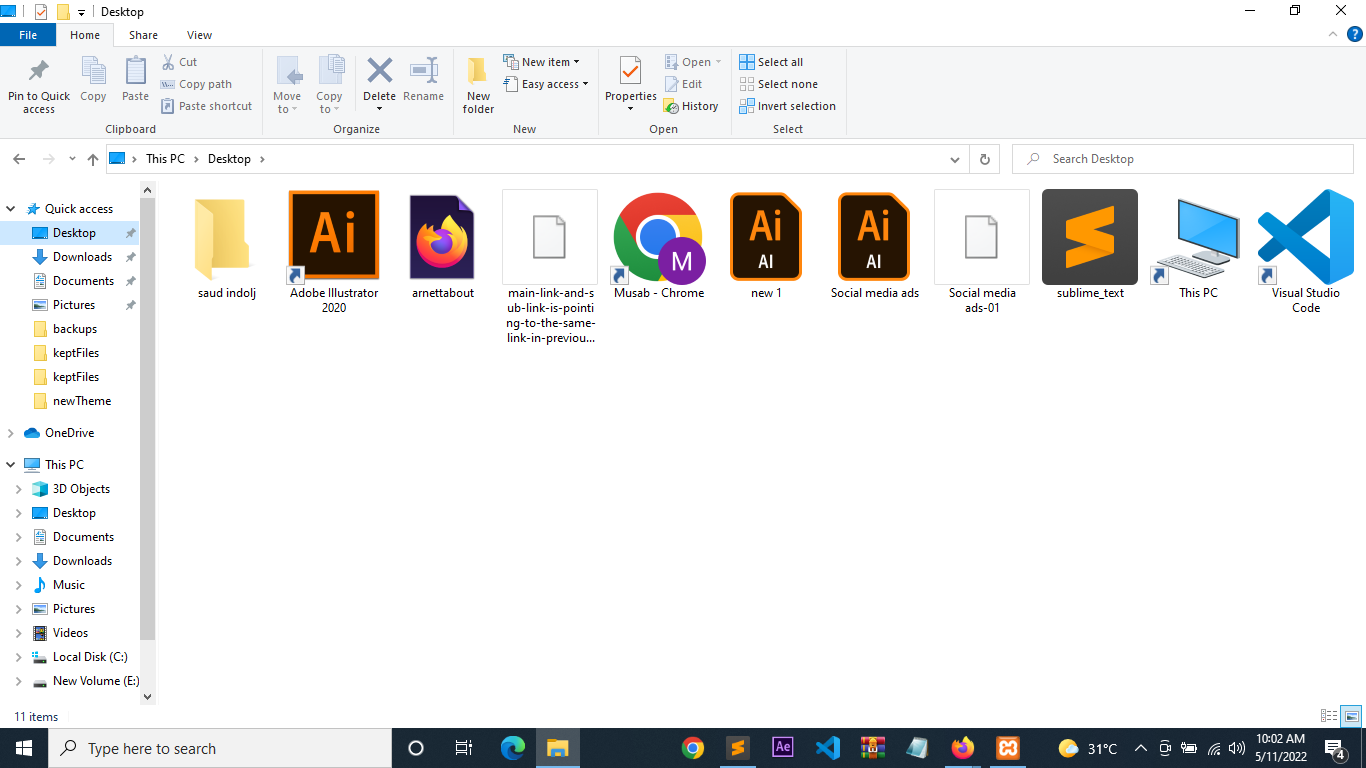 Desktop
File Home Share View
Pin to Quick access
Copy
Paste
Cut
Copy path
Paste shortcut
Clipboard
Move to
Copy to
Delete
Rename
Organize
New folder
New item
Easy access
New
Properties
Open
Edit
History
Open
Select all
Select none
Invert selection
Select
This PC Desktop
Search Desktop
Quick access
Desktop
Downloads
Documents
Pictures
backups
keptFiles
keptFiles
newTheme
OneDrive
This PC
3D Objects
Desktop
Documents
Downloads
Music
Pictures
Videos
Local Disk (C:)
New Volume (E:)
saud indolj
Ai
Adobe Illustrator
2020
arnettabout
main-link-and-s
ub-link-is-pointi
ng-to-the-same-
link-in-previou...
M
Musab - Chrome
Ai
AI
new 1
Ai
AI
Social media ads
Social media
ads-01
sublime_text
This PC
Visual Studio
Code
11 items
Type here to search
Ae
31°C
10:02 AM
5/11/2022
4